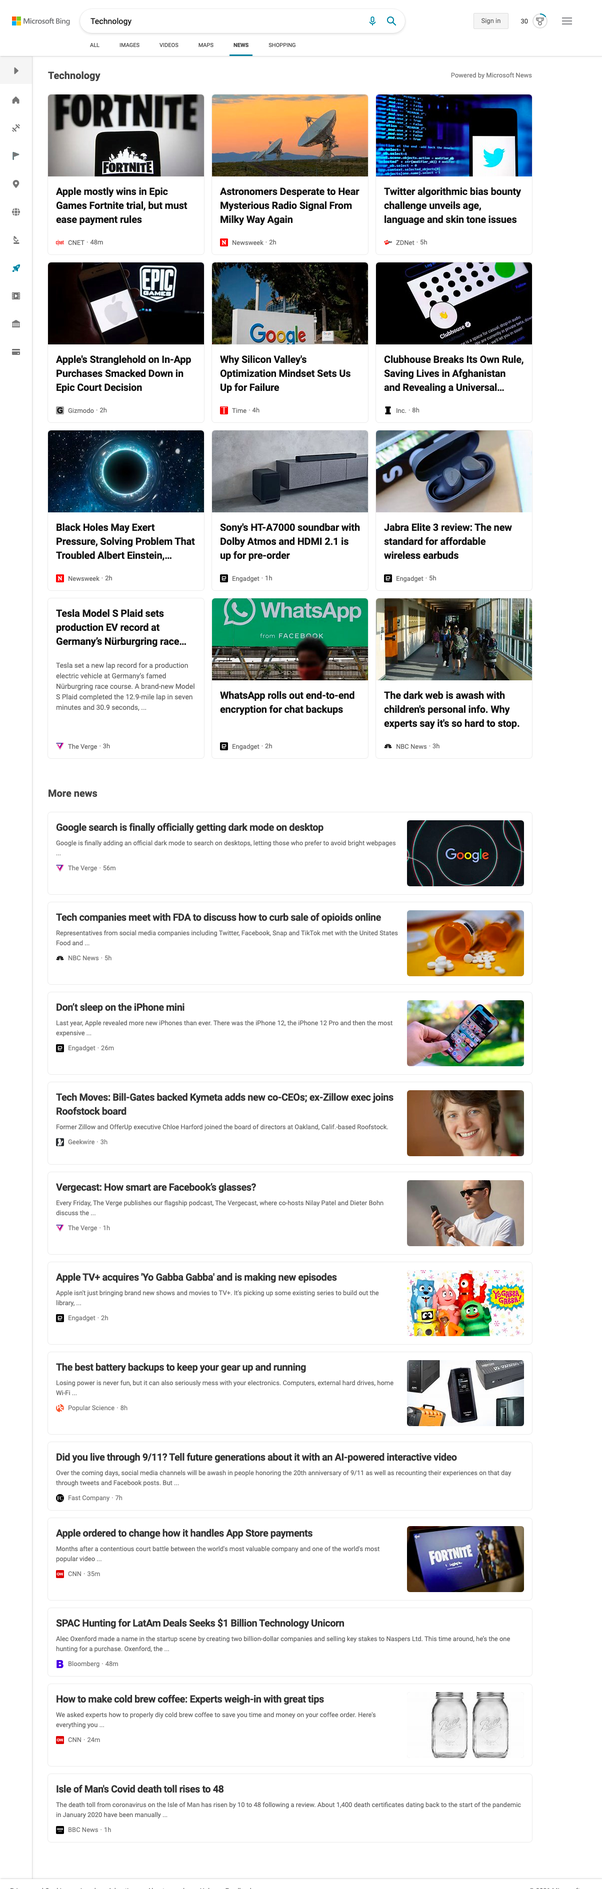 Microsoft Bing
Technology
Sign in
30
ALL
IMAGES
VIDEOS
MAPS
NEWS
SHOPPING
Technology
Powered by Microsoft News
FORTNITE
FORTNITE
Apple mostly wins in Epic
Games Fortnite trial, but must
ease payment rules
CNET · 48m
Astronomers Desperate to Hear
Mysterious Radio Signal From
Milky Way Again
Newsweek · 2h
Twitter algorithmic bias bounty
challenge unveils age,
language and skin tone issues
ZDNet · 5h
EPIC
GAMES
Apple's Stranglehold on In-App
Purchases Smacked Down in
Epic Court Decision
Gizmodo · 2h
Google
Why Silicon Valley's
Optimization Mindset Sets Us
Up for Failure
Time · 4h
Clubhouse
Clubhouse Breaks Its Own Rule,
Saving Lives in Afghanistan
and Revealing a Universal...
Inc. · 8h
Black Holes May Exert
Pressure, Solving Problem That
Troubled Albert Einstein,...
Newsweek · 2h
Sony's HT-A7000 soundbar with
Dolby Atmos and HDMI 2.1 is
up for pre-order
Engadget · 1h
Jabra Elite 3 review: The new
standard for affordable
wireless earbuds
Engadget · 5h
Tesla Model S Plaid sets
production EV record at
Germany's Nürburgring race...
Tesla set a new lap record for a production
electric vehicle at Germany's famed
Nürburgring race course. A brand-new Model
S Plaid completed the 12.9-mile lap in seven
minutes and 30.9 seconds, ...
The Verge · 3h
WhatsApp
from FACEBOOK
WhatsApp rolls out end-to-end
encryption for chat backups
Engadget · 2h
The dark web is awash with
children's personal info. Why
experts say it's so hard to stop.
NBC News · 3h
More news
Google search is finally officially getting dark mode on desktop
Google is finally adding an official dark mode to search on desktops, letting those who prefer to avoid bright webpages
...
The Verge · 56m
Google
Tech companies meet with FDA to discuss how to curb sale of opioids online
Representatives from social media companies including Twitter, Facebook, Snap and TikTok met with the United States
Food and ...
NBC News · 5h
Don't sleep on the iPhone mini
Last year, Apple revealed more new iPhones than ever. There was the iPhone 12, the iPhone 12 Pro and then the most
expensive ...
Engadget · 26m
Tech Moves: Bill-Gates backed Kymeta adds new co-CEOs; ex-Zillow exec joins
Roofstock board
Former Zillow and OfferUp executive Chloe Harford joined the board of directors at Oakland, Calif.-based Roofstock.
Geekwire · 3h
Vergecast: How smart are Facebook's glasses?
Every Friday, The Verge publishes our flagship podcast, The Vergecast, where co-hosts Nilay Patel and Dieter Bohn
discuss the ...
The Verge · 1h
Apple TV+ acquires 'Yo Gabba Gabba' and is making new episodes
Apple isn't just bringing brand new shows and movies to TV+. It's picking up some existing series to build out the
library, ...
Engadget · 2h
YO GABBA
GABBA!
The best battery backups to keep your gear up and running
Losing power is never fun, but it can also seriously mess with your electronics. Computers, external hard drives, home
Wi-Fi ...
Popular Science · 8h
Did you live through 9/11? Tell future generations about it with an AI-powered interactive video
Over the coming days, social media channels will be awash in people honoring the 20th anniversary of 9/11 as well as recounting their experiences on that day
through tweets and Facebook posts. But ...
Fast Company · 7h
Apple ordered to change how it handles App Store payments
Months after a contentious court battle between the world's most valuable company and one of the world's most
popular video ...
CNN · 35m
FORTNITE
SPAC Hunting for LatAm Deals Seeks $1 Billion Technology Unicorn
Alec Oxenford made a name in the startup scene by creating two billion-dollar companies and selling key stakes to Naspers Ltd. This time around, he's the one
hunting for a purchase. Oxenford, the ...
Bloomberg · 48m
How to make cold brew coffee: Experts weigh-in with great tips
We asked experts how to properly diy cold brew coffee to save you time and money on your coffee order. Here's
everything you...
CNN · 24m
Isle of Man's Covid death toll rises to 48
The death toll from coronavirus on the Isle of Man has risen by 10 to 48 following a review. About 1,400 death certificates dating back to the start of the pandemic
in January 2020 have been manually ...
BBC News · 1h